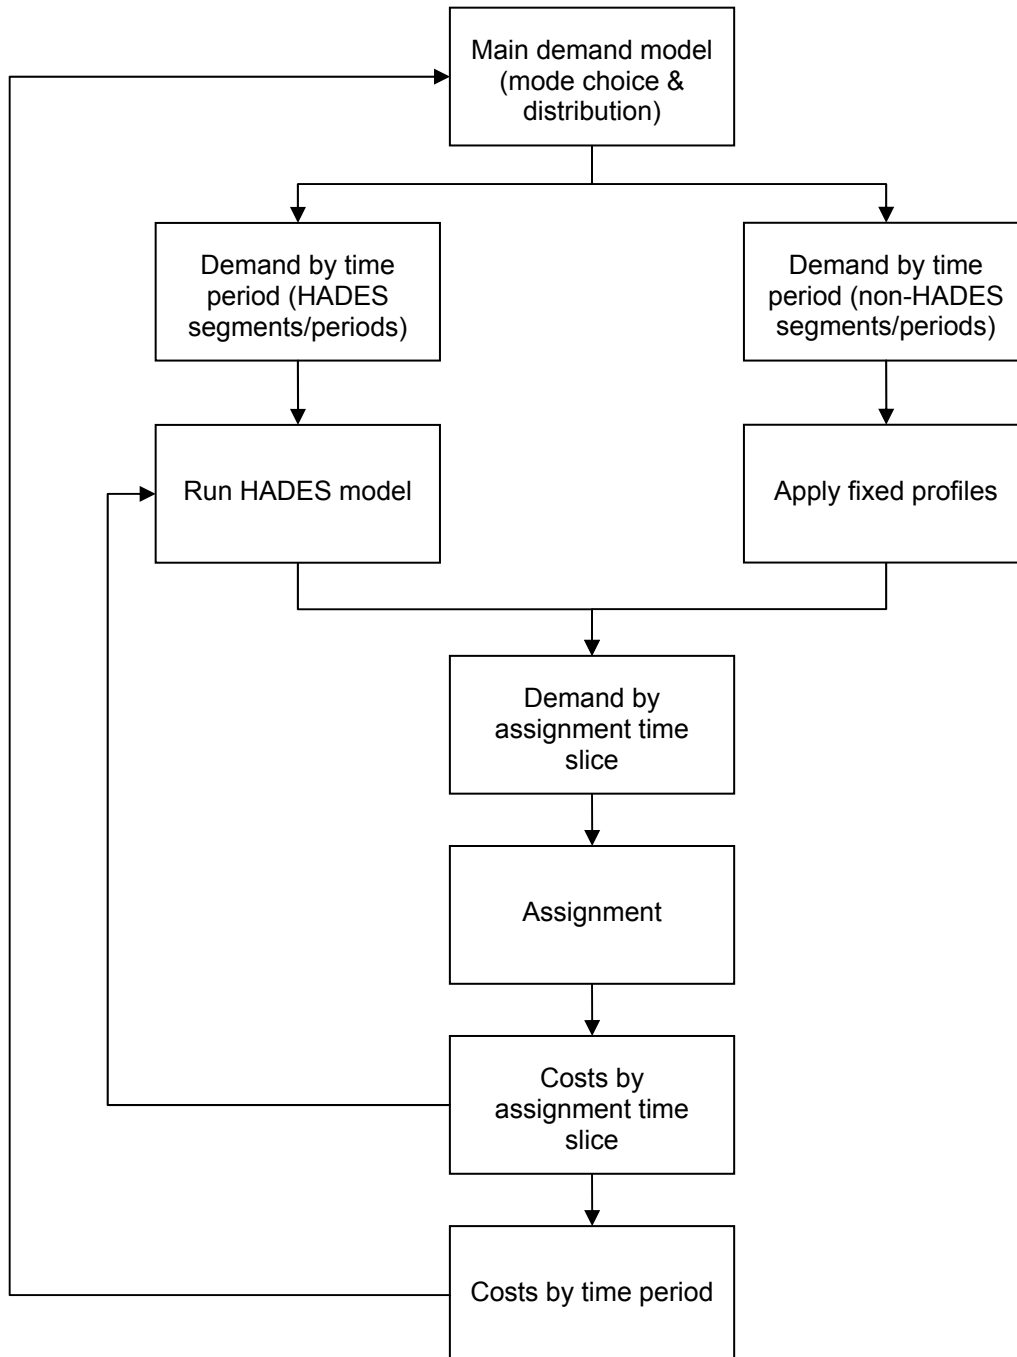 Main demand model
(mode choice &
distribution)
Demand by time
period (HADES
segments/periods)
Demand by time
period (non-HADES
segments/periods)
Run HADES model
Apply fixed profiles
Demand by
assignment time
slice
Assignment
Costs by
assignment time
slice
Costs by time period